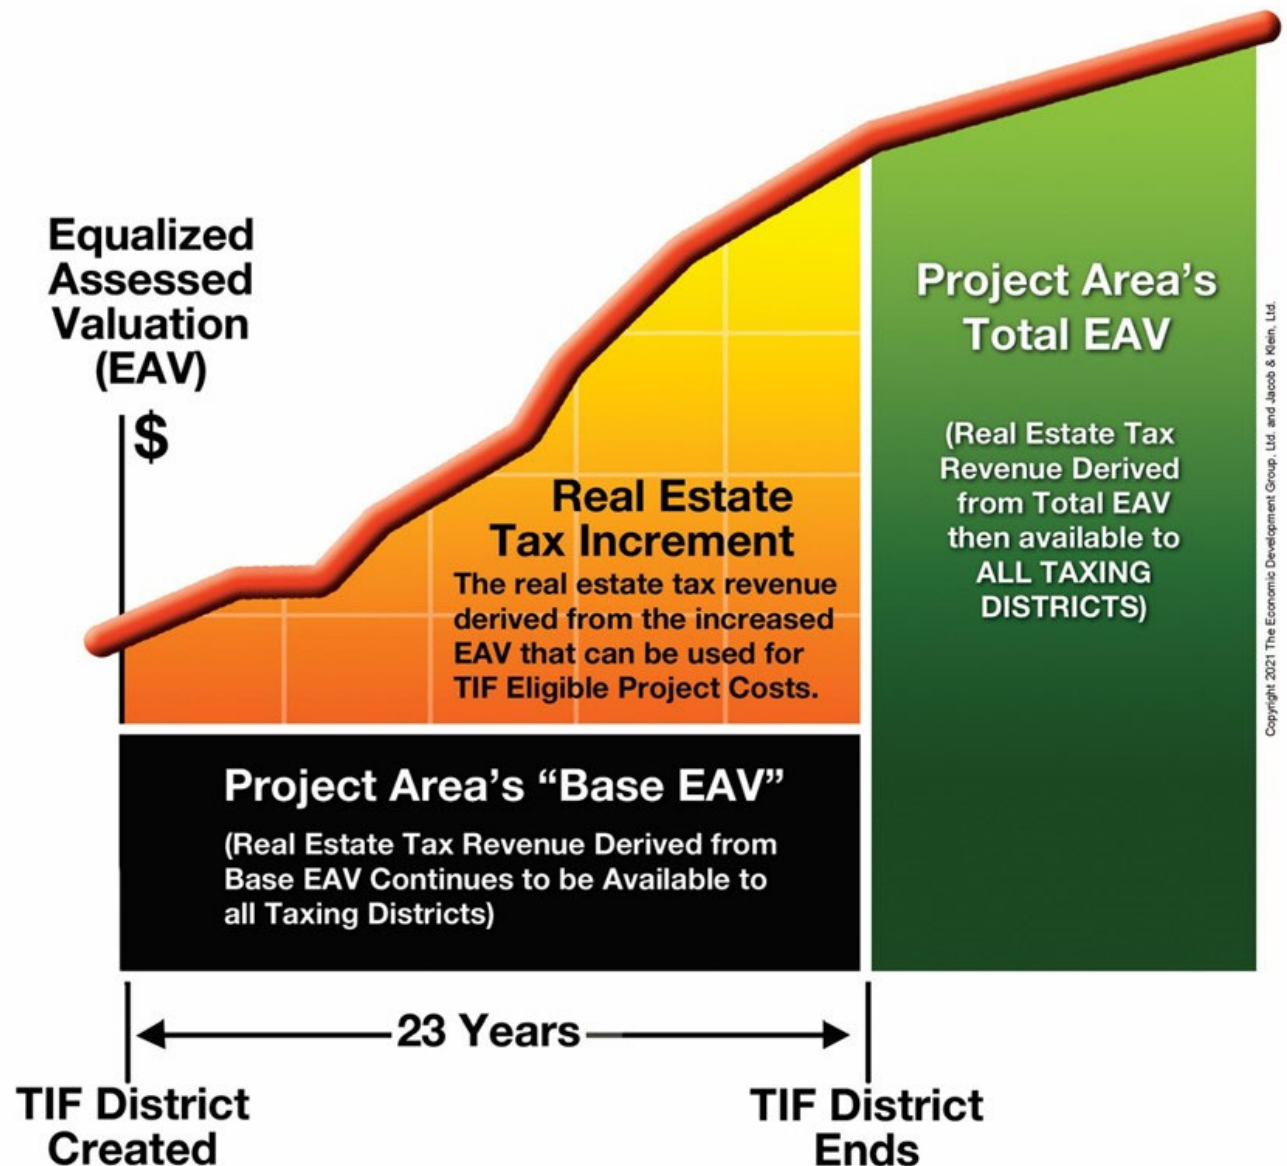 Equalized
Assessed
Valuation
(EAV)
$
Real Estate
Tax Increment
The real estate tax revenue
derived from the increased
EAV that can be used for
TIF Eligible Project Costs.
Project Area’s
Total EAV
(Real Estate Tax
Revenue Derived
from Total EAV
then available to
ALL TAXING
DISTRICTS)
Copyright 2021 The Economic Development Group, Ltd. and Jacob & Klein, Ltd.
Project Area’s “Base EAV”
(Real Estate Tax Revenue Derived from
Base EAV Continues to be Available to
all Taxing Districts)
23 Years
TIF District
Created
TIF District
Ends